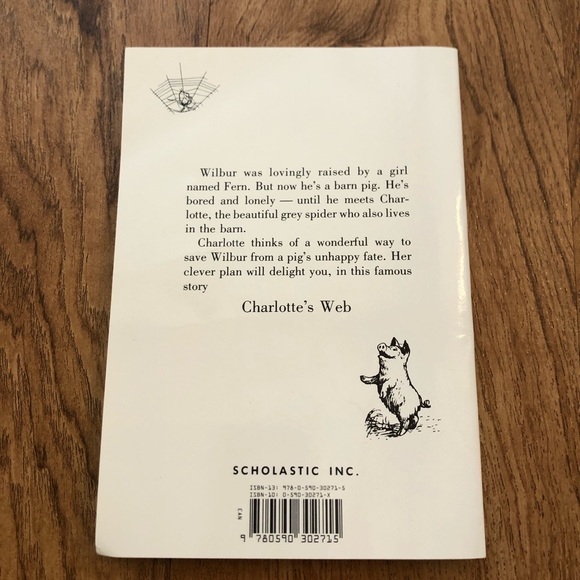 Wilbur was lovingly raised by a girl
named Fern. But now he's a barn pig. He's
bored and lonely — until he meets Char-
lotte, the beautiful grey spider who also lives
in the barn.
Charlotte thinks of a wonderful way to
save Wilbur from a pig's unhappy fate. Her
clever plan will delight you, in this famous
story
Charlotte's Web
SCHOLASTIC INC.
ISBN-13: 978-0-590-30271-5
ISBN-10: 0-590-30271-X
CAN
9 780590 302715